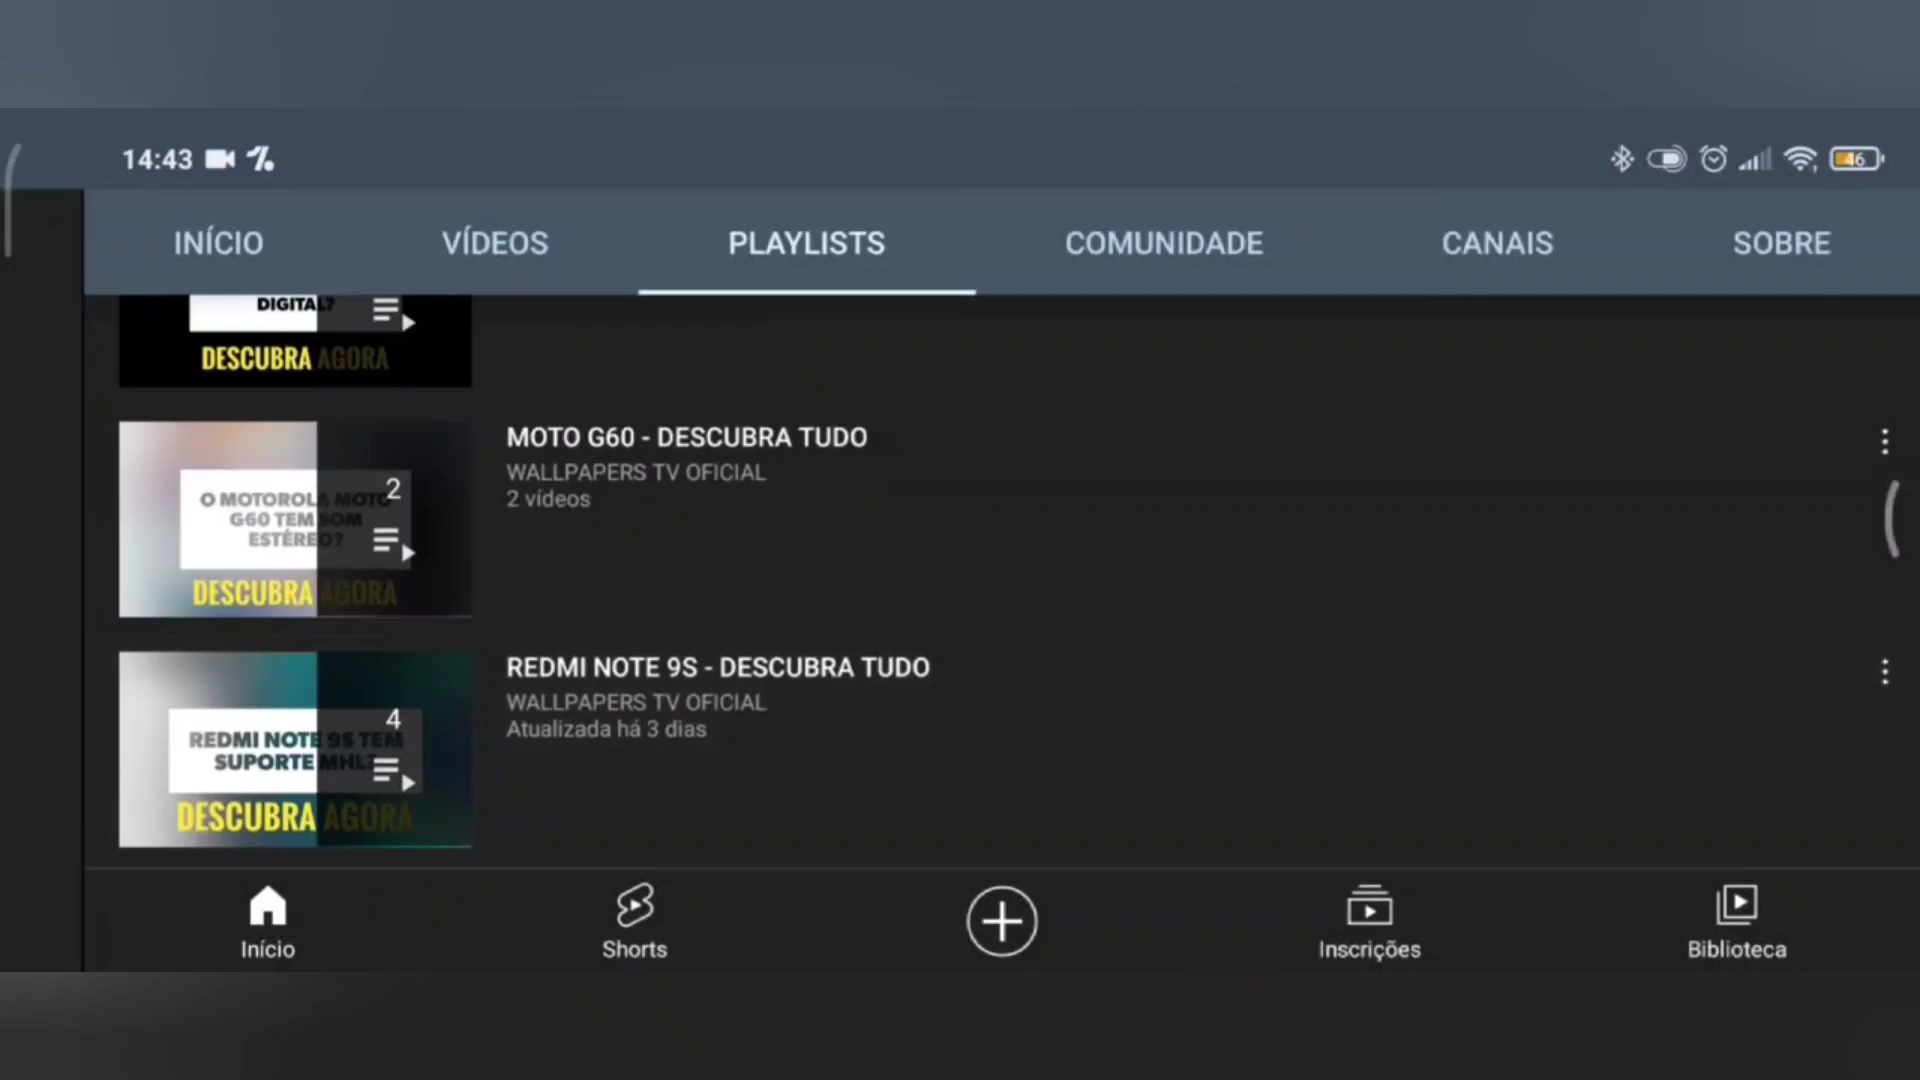 14:43
46
INÍCIO VÍDEOS PLAYLISTS COMUNIDADE CANAIS SOBRE
DIGITAL?
DESCUBRA AGORA
MOTO G60 - DESCUBRA TUDO
WALLPAPERS TV OFICIAL
2 vídeos
2
O MOTOROLA MOTO
G60 TEM SOM
ESTÉREO?
DESCUBRA AGORA
REDMI NOTE 9S - DESCUBRA TUDO
WALLPAPERS TV OFICIAL
Atualizada há 3 dias
4
REDMI NOTE 9S TEM
SUPORTE MHL?
DESCUBRA AGORA
Início Shorts Inscrições Biblioteca